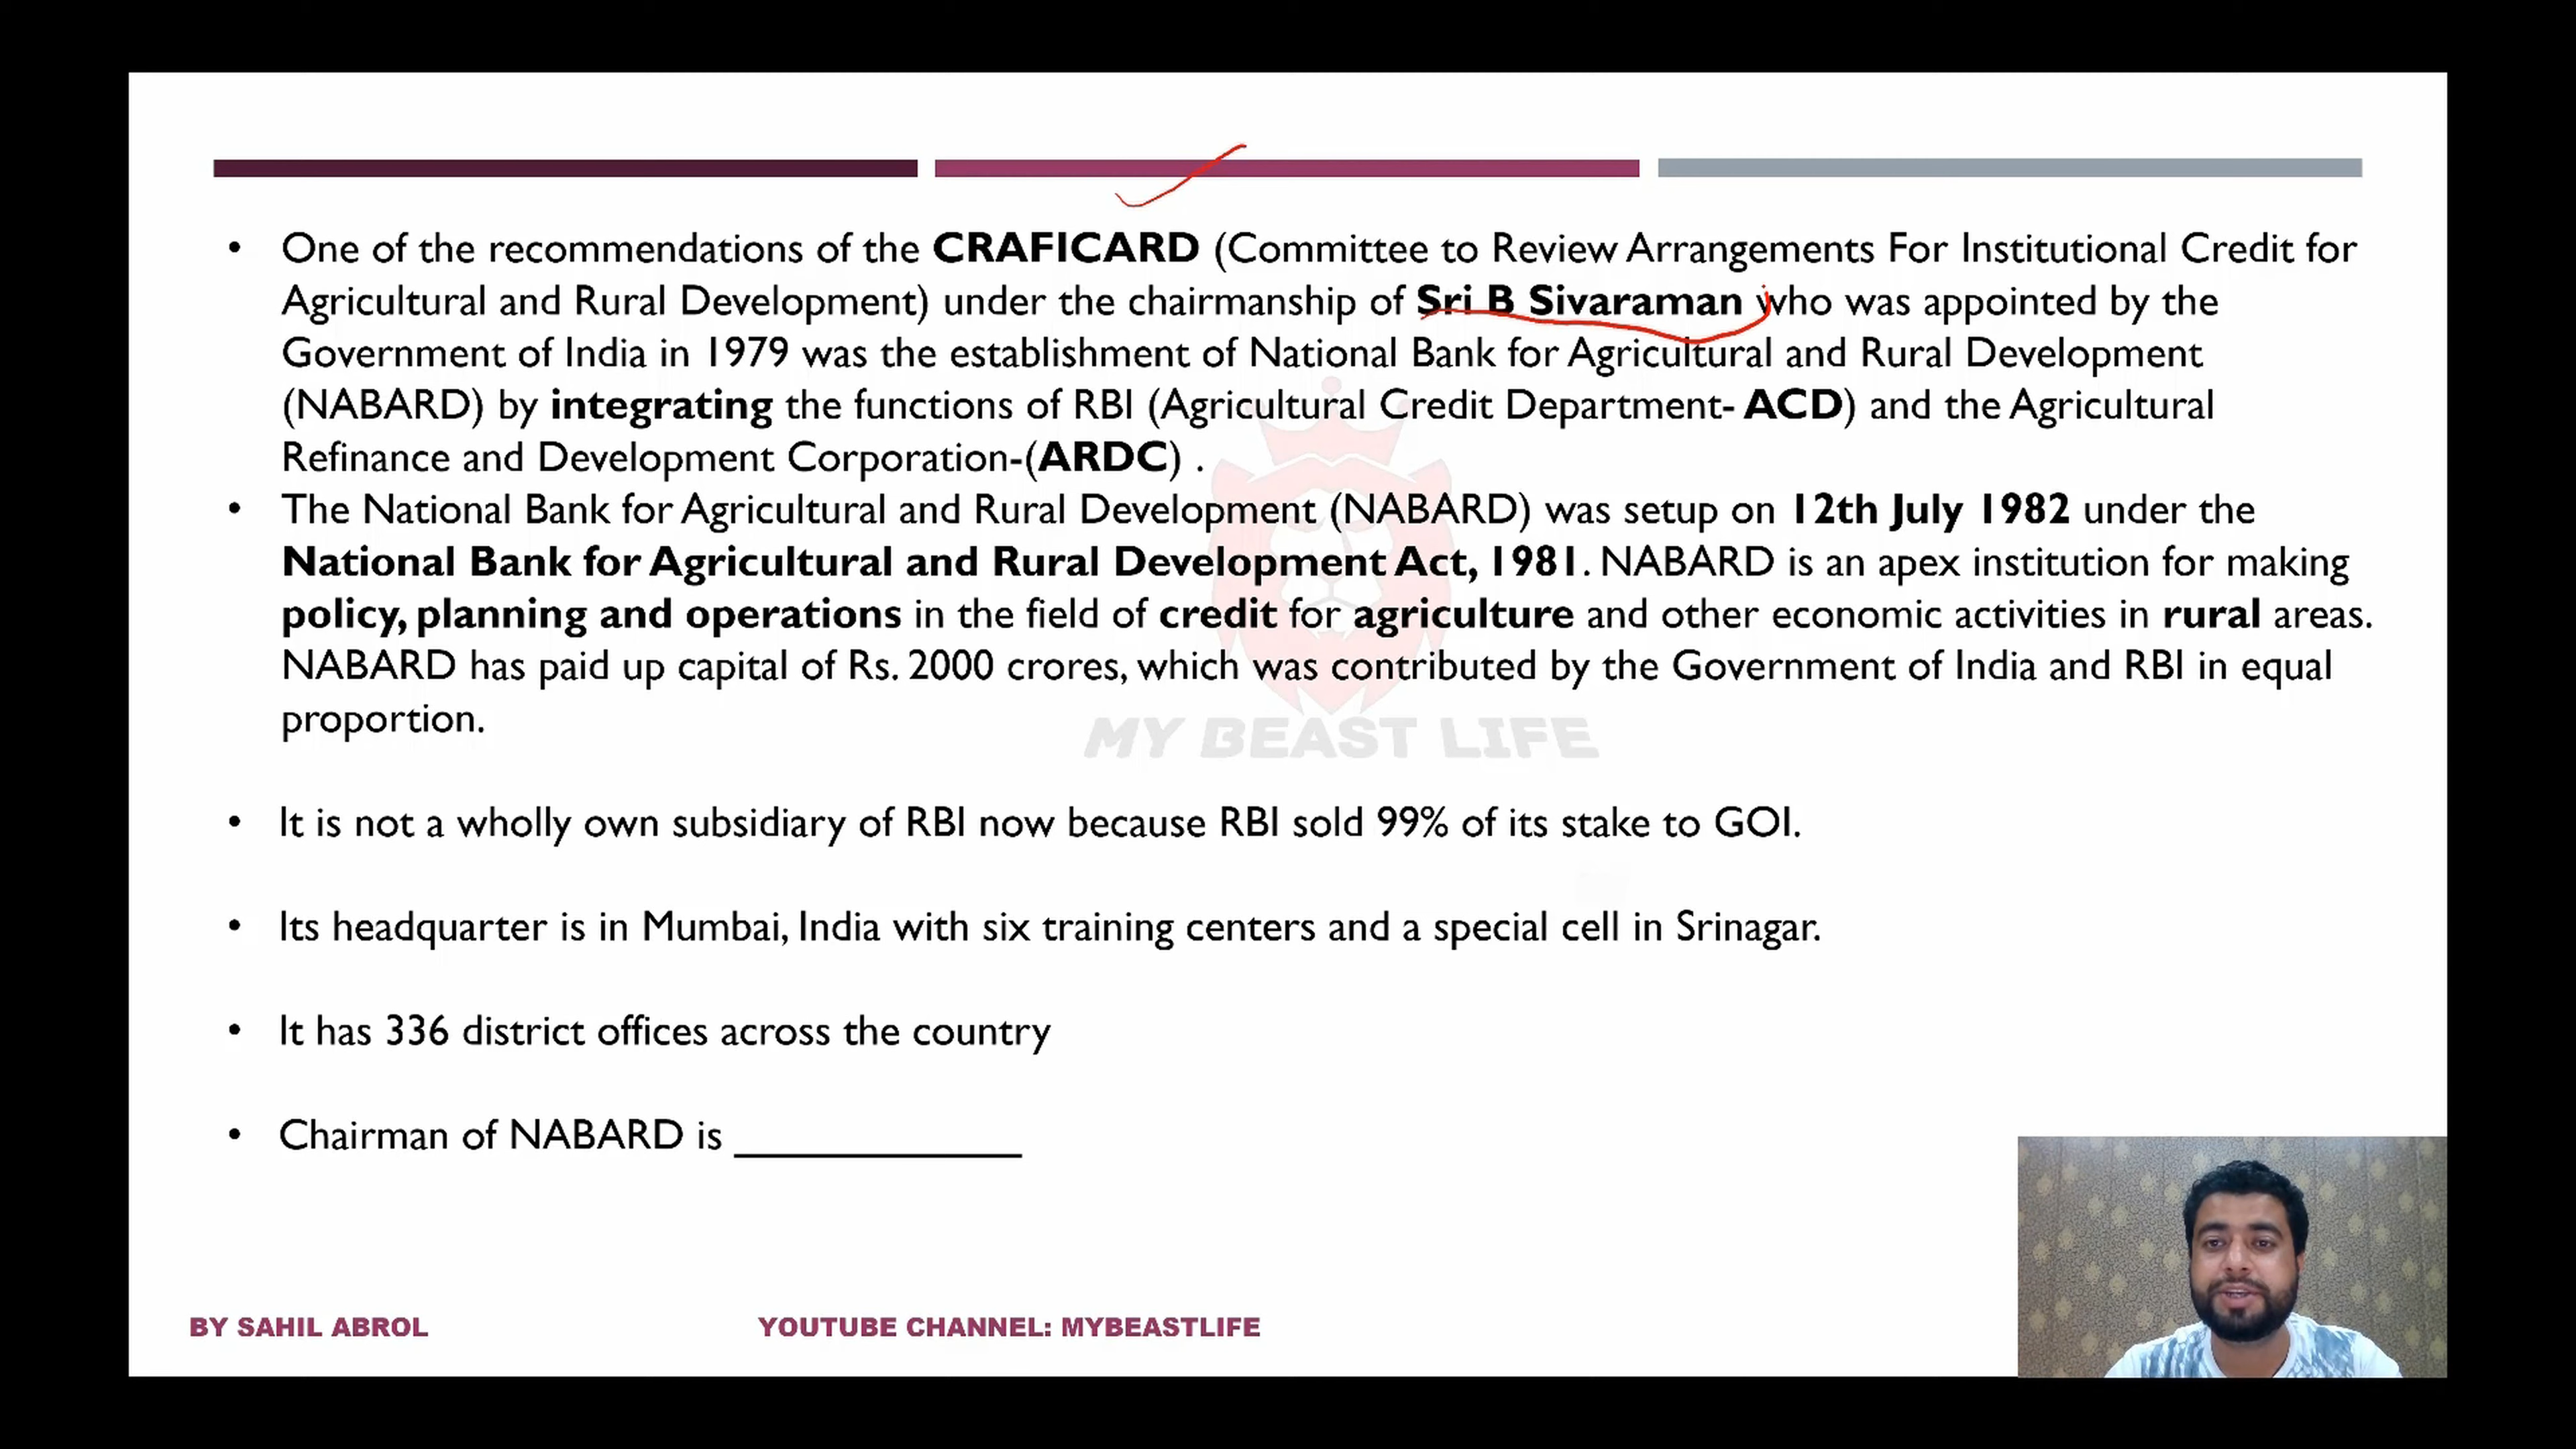 • One of the recommendations of the CRAFICARD (Committee to Review Arrangements For Institutional Credit for
Agricultural and Rural Development) under the chairmanship of Sri B Sivaraman who was appointed by the
Government of India in 1979 was the establishment of National Bank for Agricultural and Rural Development
(NABARD) by integrating the functions of RBI (Agricultural Credit Department- ACD) and the Agricultural
Refinance and Development Corporation-(ARDC) .
• The National Bank for Agricultural and Rural Development (NABARD) was setup on 12th July 1982 under the
National Bank for Agricultural and Rural Development Act, 1981. NABARD is an apex institution for making
policy, planning and operations in the field of credit for agriculture and other economic activities in rural areas.
NABARD has paid up capital of Rs. 2000 crores, which was contributed by the Government of India and RBI in equal
proportion.
MY BEAST LIFE
• It is not a wholly own subsidiary of RBI now because RBI sold 99% of its stake to GOI.
• Its headquarter is in Mumbai, India with six training centers and a special cell in Srinagar.
• It has 336 district offices across the country
• Chairman of NABARD is ____________
BY SAHIL ABROL
YOUTUBE CHANNEL: MYBEASTLIFE